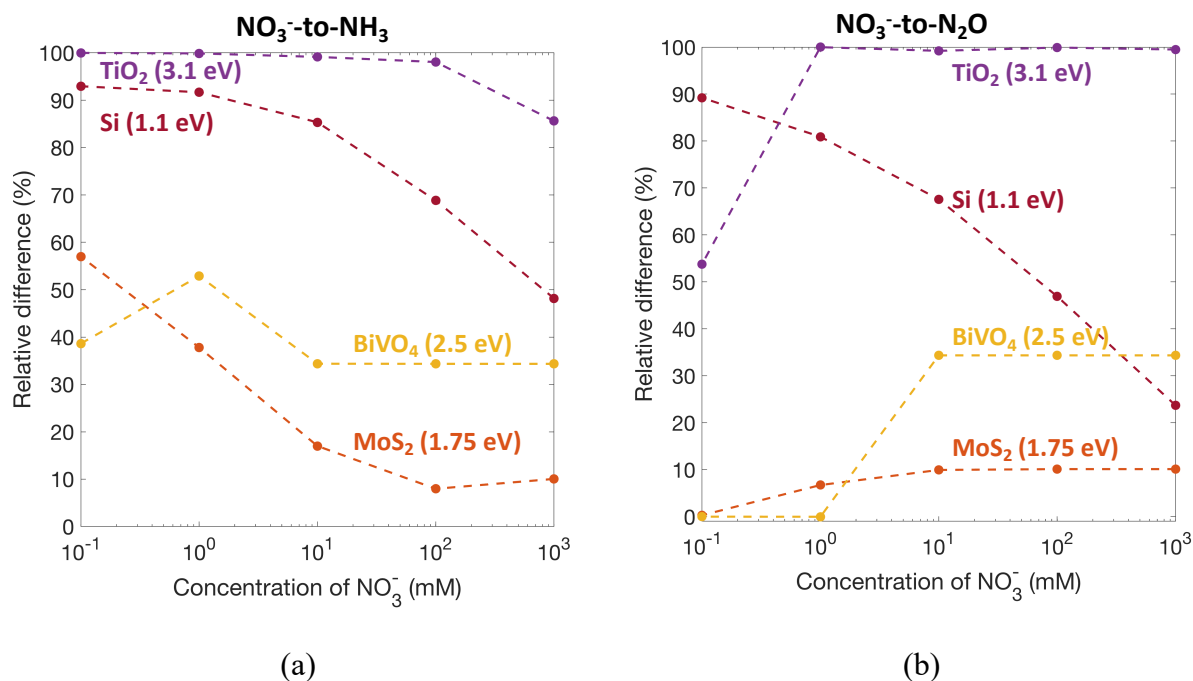 NO₃⁻-to-NH₃
100
90
80
70
60
50
40
30
20
10
0
Relative difference (%)
TiO₂ (3.1 eV)
Si (1.1 eV)
BiVO₄ (2.5 eV)
MoS₂ (1.75 eV)
10⁻¹ 10⁰ 10¹ 10² 10³
Concentration of NO₃⁻ (mM)
(a)
NO₃⁻-to-N₂O
100
90
80
70
60
50
40
30
20
10
0
Relative difference (%)
TiO₂ (3.1 eV)
Si (1.1 eV)
BiVO₄ (2.5 eV)
MoS₂ (1.75 eV)
10⁻¹ 10⁰ 10¹ 10² 10³
Concentration of NO₃⁻ (mM)
(b)